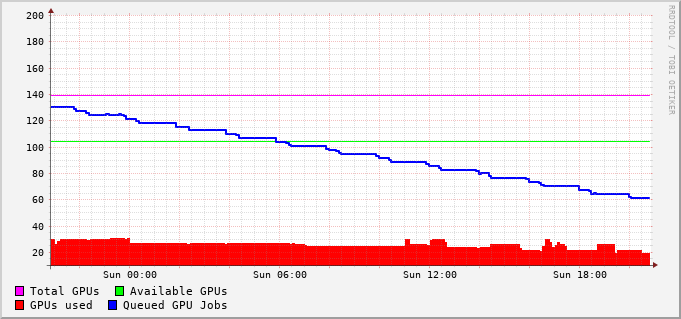 200
180
160
140
120
100
80
60
40
20
Sun 00:00 Sun 06:00 Sun 12:00 Sun 18:00
Total GPUs Available GPUs
GPUs used Queued GPU Jobs
RRDTOOL / TOBI OETIKER